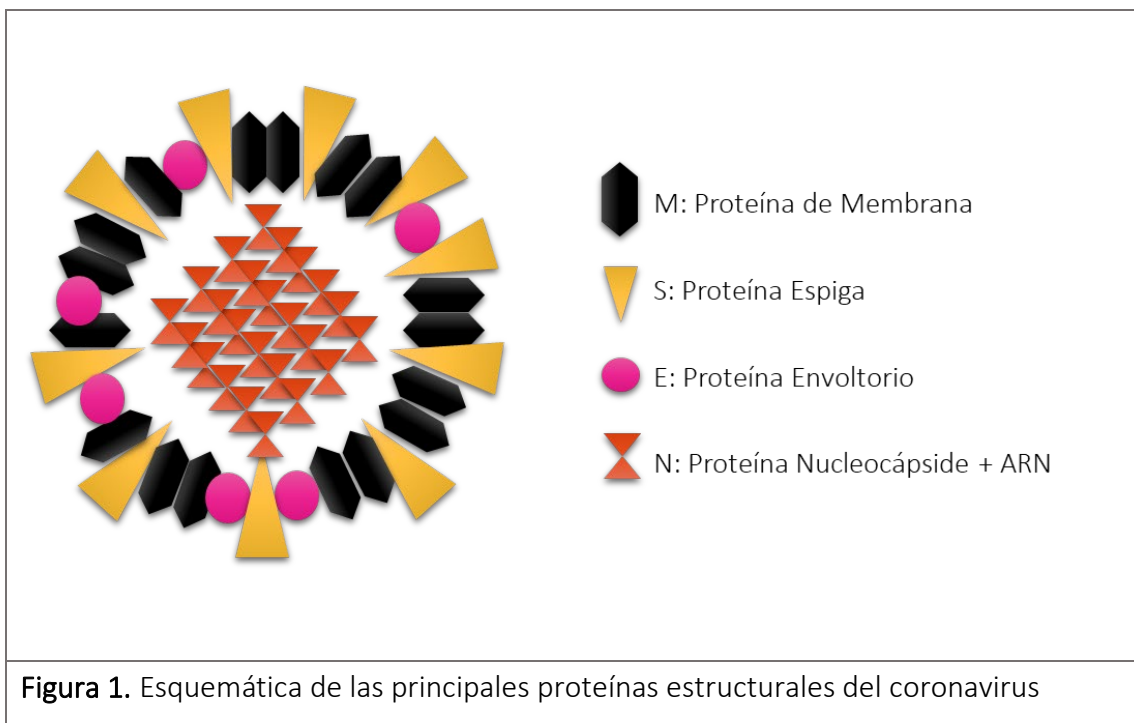 M: Proteína de Membrana
S: Proteína Espiga
E: Proteína Envoltorio
N: Proteína Nucleocápside + ARN
Figura 1. Esquemática de las principales proteínas estructurales del coronavirus